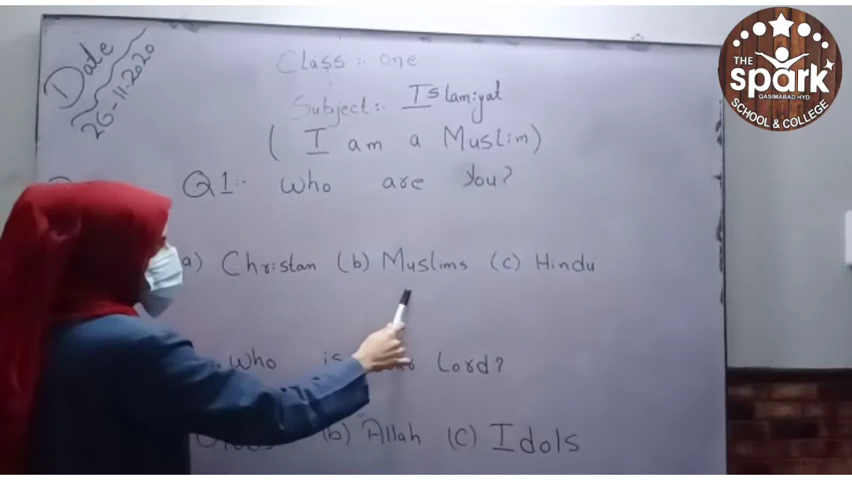 Date
26-11-2020
Class :- one
Subject:- Islamiyat
( I am a Muslim)
Q1:- Who are you?
a) Christan (b) Muslims (c) Hindu
Who is Lord?
(b) Allah (c) Idols
THE
spark
QASIMABAD HYD
SCHOOL & COLLEGE